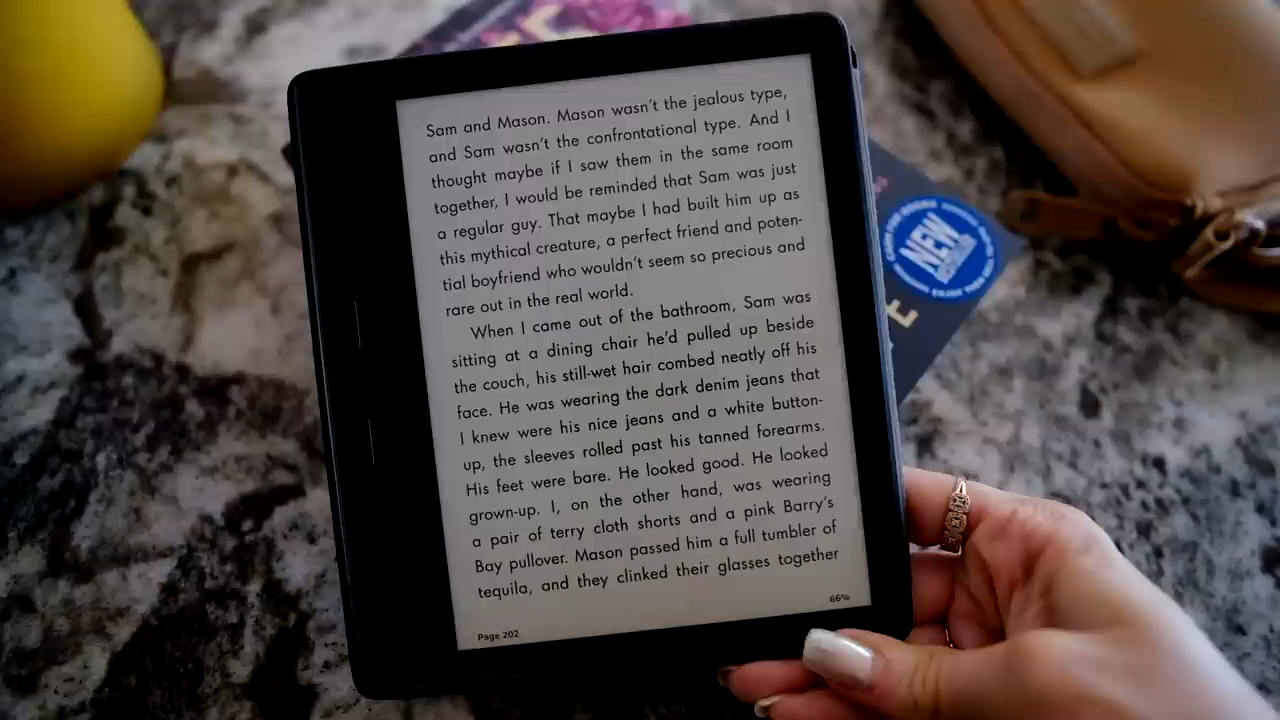 Sam and Mason. Mason wasn't the jealous type,
and Sam wasn't the confrontational type. And I
thought maybe if I saw them in the same room
together, I would be reminded that Sam was just
a regular guy. That maybe I had built him up as
this mythical creature, a perfect friend and poten-
tial boyfriend who wouldn't seem so precious and
rare out in the real world.
When I came out of the bathroom, Sam was
sitting at a dining chair he'd pulled up beside
the couch, his still-wet hair combed neatly off his
face. He was wearing the dark denim jeans that
I knew were his nice jeans and a white button-
up, the sleeves rolled past his tanned forearms.
His feet were bare. He looked good. He looked
grown-up. I, on the other hand, was wearing
a pair of terry cloth shorts and a pink Barry's
Bay pullover. Mason passed him a full tumbler of
tequila, and they clinked their glasses together
Page 202
66%
NEW